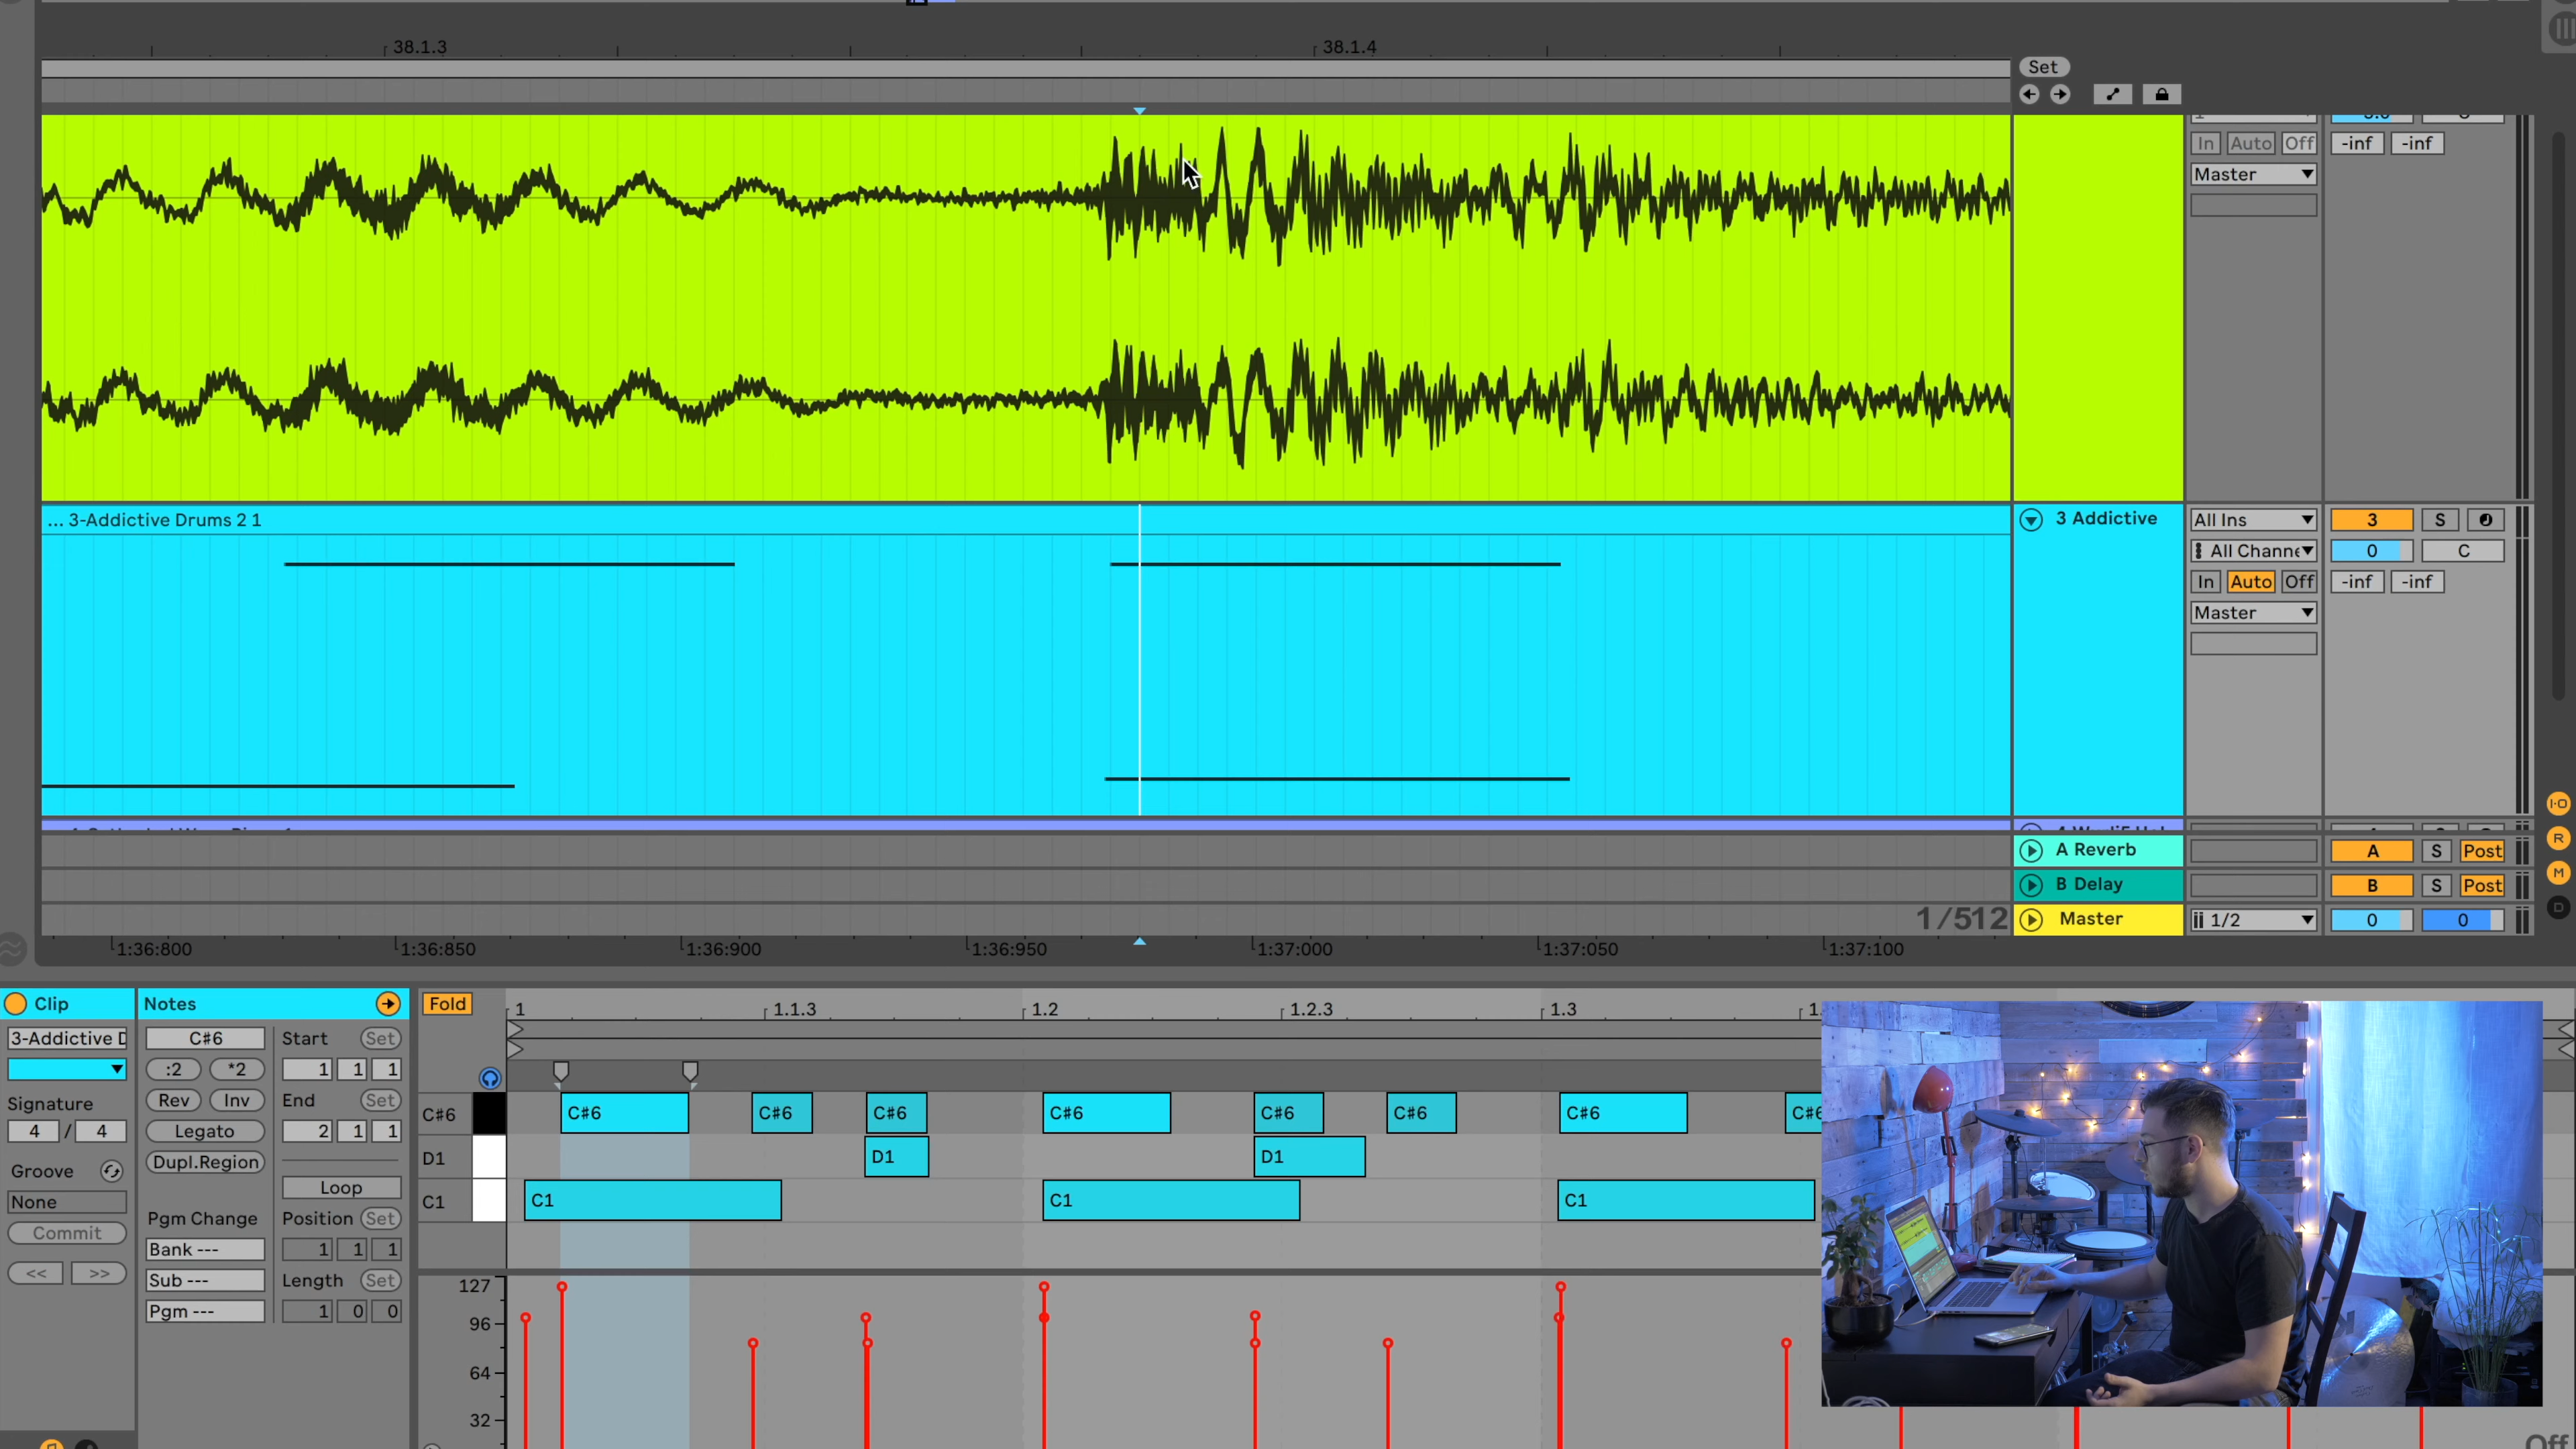 38.1.3
38.1.4
Set
In Auto Off -inf -inf
Master
... 3-Addictive Drums 2 1
3 Addictive
All Ins
3 S
All Channe
0 C
In Auto Off -inf -inf
Master
A Reverb
A S Post
B Delay
B S Post
1/512
Master
1/2
0 0
1:36:800 1:36:850 1:36:900 1:36:950 1:37:000 1:37:050 1:37:100
I·O
R
M
D
Clip
3-Addictive D
Signature
4 / 4
Groove
None
Commit
<< >>
Notes
C#6
:2 *2
Rev Inv
Legato
Dupl.Region
Pgm Change
Bank ---
Sub ---
Pgm ---
Start Set
1 1 1
End Set
2 1 1
Loop
Position Set
1 1 1
Length Set
1 0 0
Fold
1 1.1.3 1.2 1.2.3 1.3
C#6 C#6 C#6 C#6 C#6 C#6 C#6 C#6 C#6
D1 D1 D1
C1 C1 C1 C1
127
96
64
32
Off